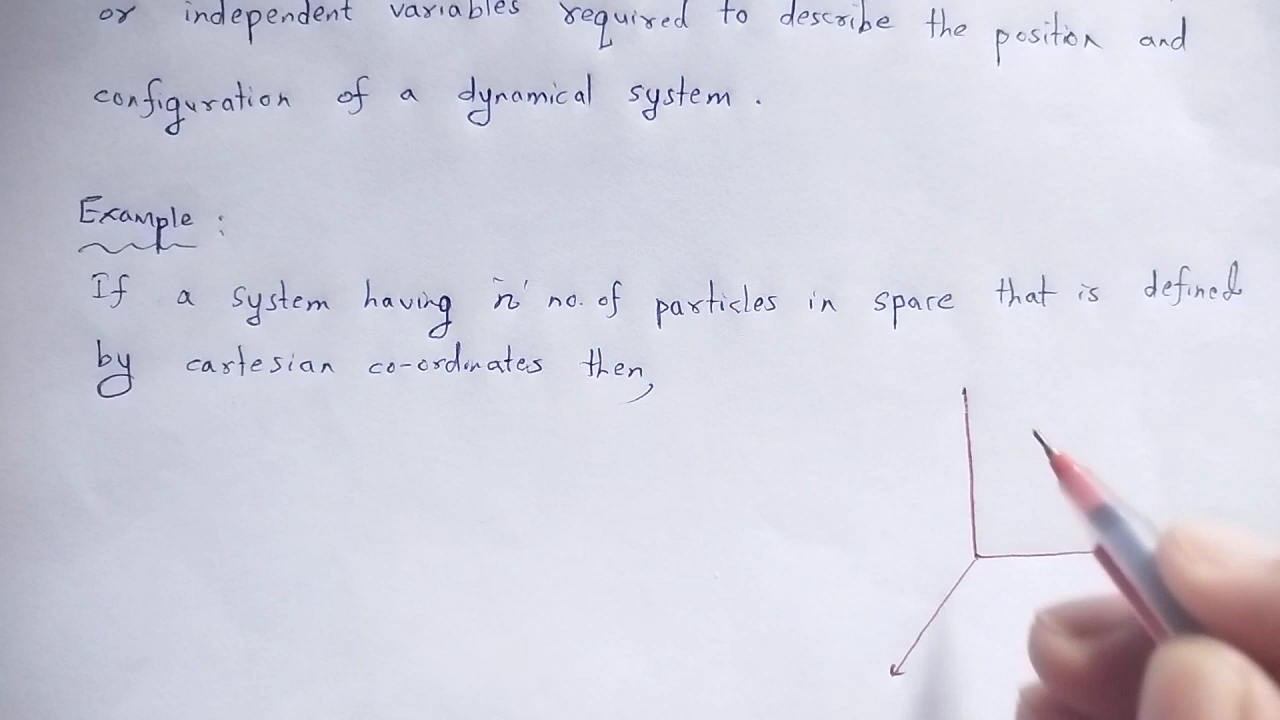 or independent variables required to describe the position and
configuration of a dynamical system.
Example :
If a system having 'n' no. of particles in space that is defined
by cartesian co-ordinates then,